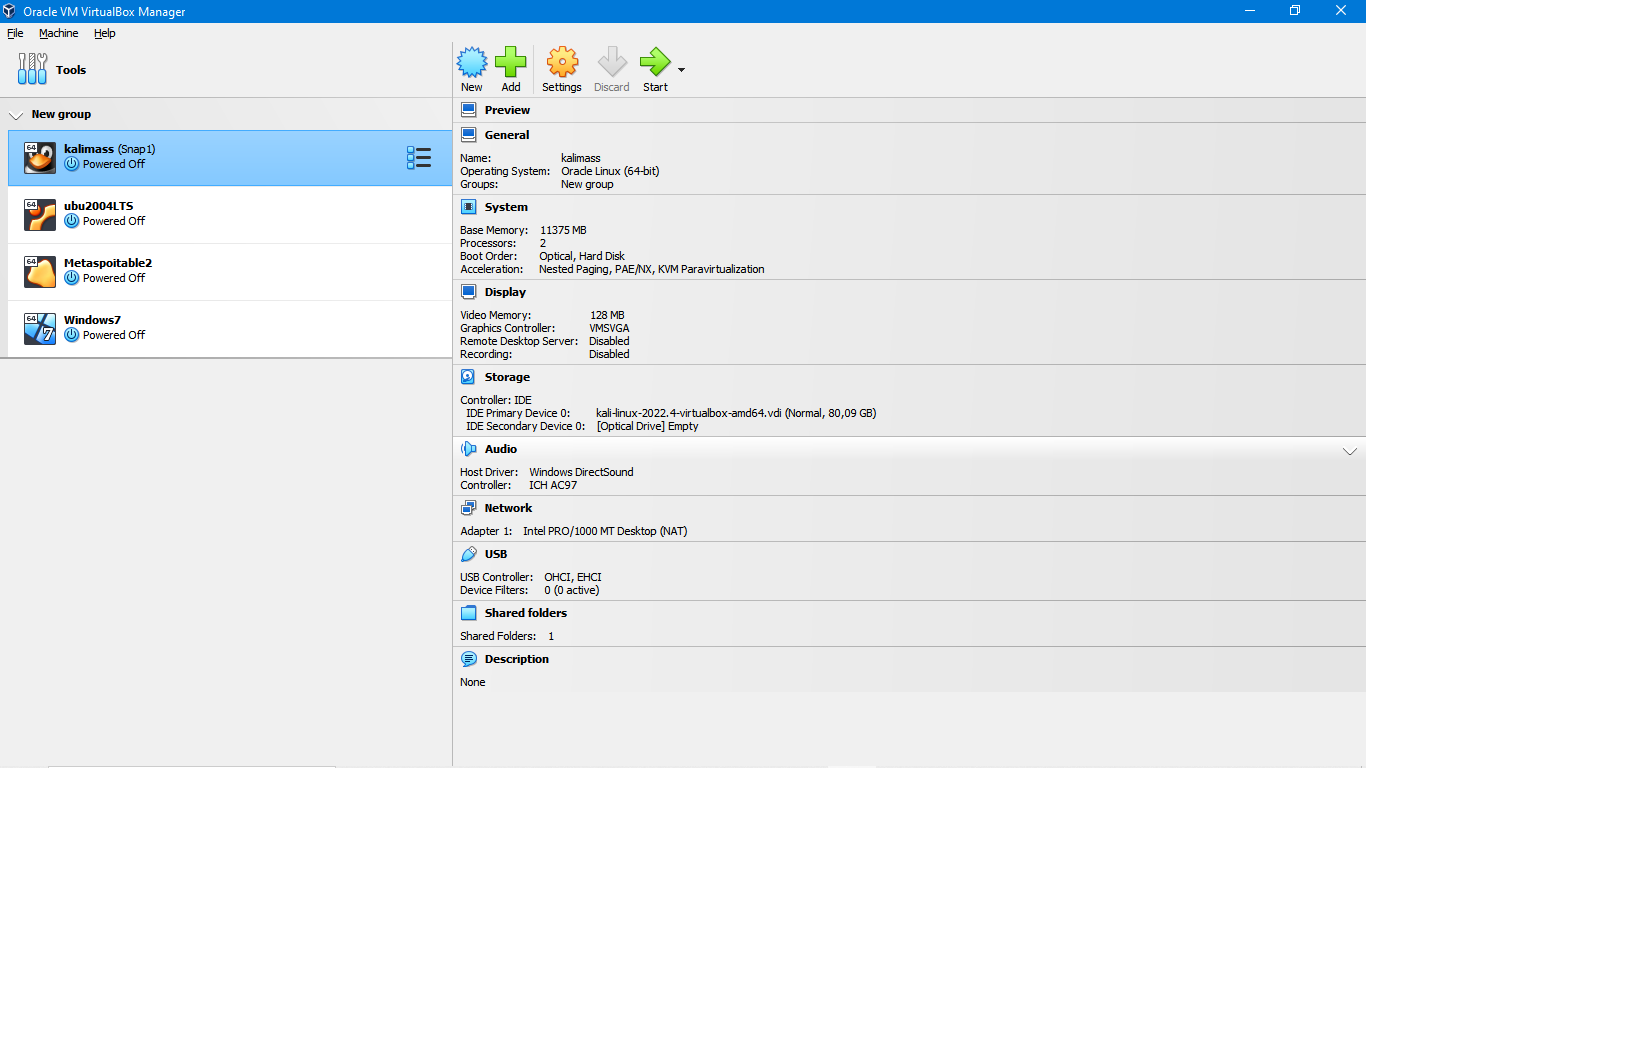 Oracle VM VirtualBox Manager
File Machine Help
Tools
New Add Settings Discard Start
New group
64
kalimass (Snap1)
Powered Off
64
ubu2004LTS
Powered Off
64
Metaspoitable2
Powered Off
64
7
Windows7
Powered Off
Preview
General
Name: kalimass
Operating System: Oracle Linux (64-bit)
Groups: New group
System
Base Memory: 11375 MB
Processors: 2
Boot Order: Optical, Hard Disk
Acceleration: Nested Paging, PAE/NX, KVM Paravirtualization
Display
Video Memory: 128 MB
Graphics Controller: VMSVGA
Remote Desktop Server: Disabled
Recording: Disabled
Storage
Controller: IDE
IDE Primary Device 0: kali-linux-2022.4-virtualbox-amd64.vdi (Normal, 80,09 GB)
IDE Secondary Device 0: [Optical Drive] Empty
Audio
Host Driver: Windows DirectSound
Controller: ICH AC97
Network
Adapter 1: Intel PRO/1000 MT Desktop (NAT)
USB
USB Controller: OHCI, EHCI
Device Filters: 0 (0 active)
Shared folders
Shared Folders: 1
Description
None